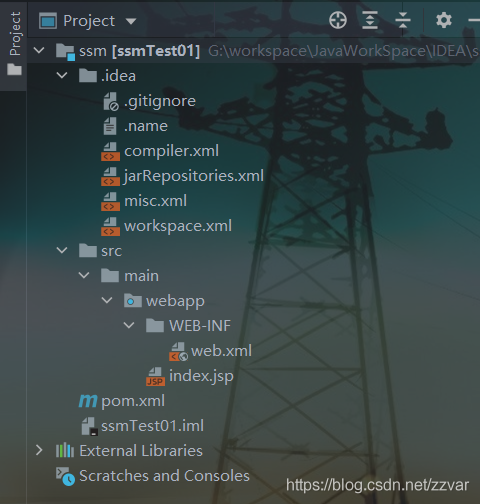 Project
Project
ssm [ssmTest01] G:\workspace\JavaWorkSpace\IDEA\s
.idea
.gitignore
.name
compiler.xml
jarRepositories.xml
misc.xml
workspace.xml
src
main
webapp
WEB-INF
web.xml
JSP index.jsp
m pom.xml
ssmTest01.iml
External Libraries
Scratches and Consoles
https://blog.csdn.net/zzvar